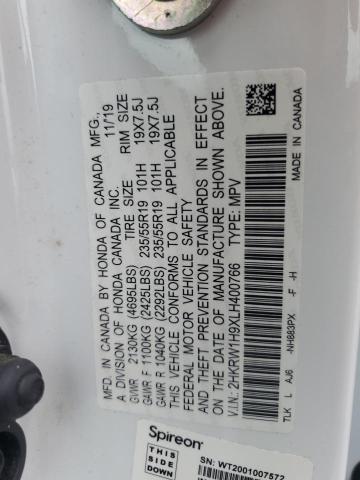 MFD. IN CANADA BY HONDA OF CANADA MFG.,
A DIVISION OF HONDA CANADA INC. 11/19
GVWR 2130KG (4695LBS) TIRE SIZE RIM SIZE
GAWR F 1100KG (2425LBS) 235/55R19 101H 19X7.5J
GAWR R 1040KG (2292LBS) 235/55R19 101H 19X7.5J
THIS VEHICLE CONFORMS TO ALL APPLICABLE
FEDERAL MOTOR VEHICLE SAFETY
AND THEFT PREVENTION STANDARDS IN EFFECT
ON THE DATE OF MANUFACTURE SHOWN ABOVE.
V.I.N.: 2HKRW1H9XLH400766 TYPE: MPV
TLK L AJ6 -NH883PX -F -H MADE IN CANADA
Spireon
THIS
SIDE
DOWN
SN: WT2001007572